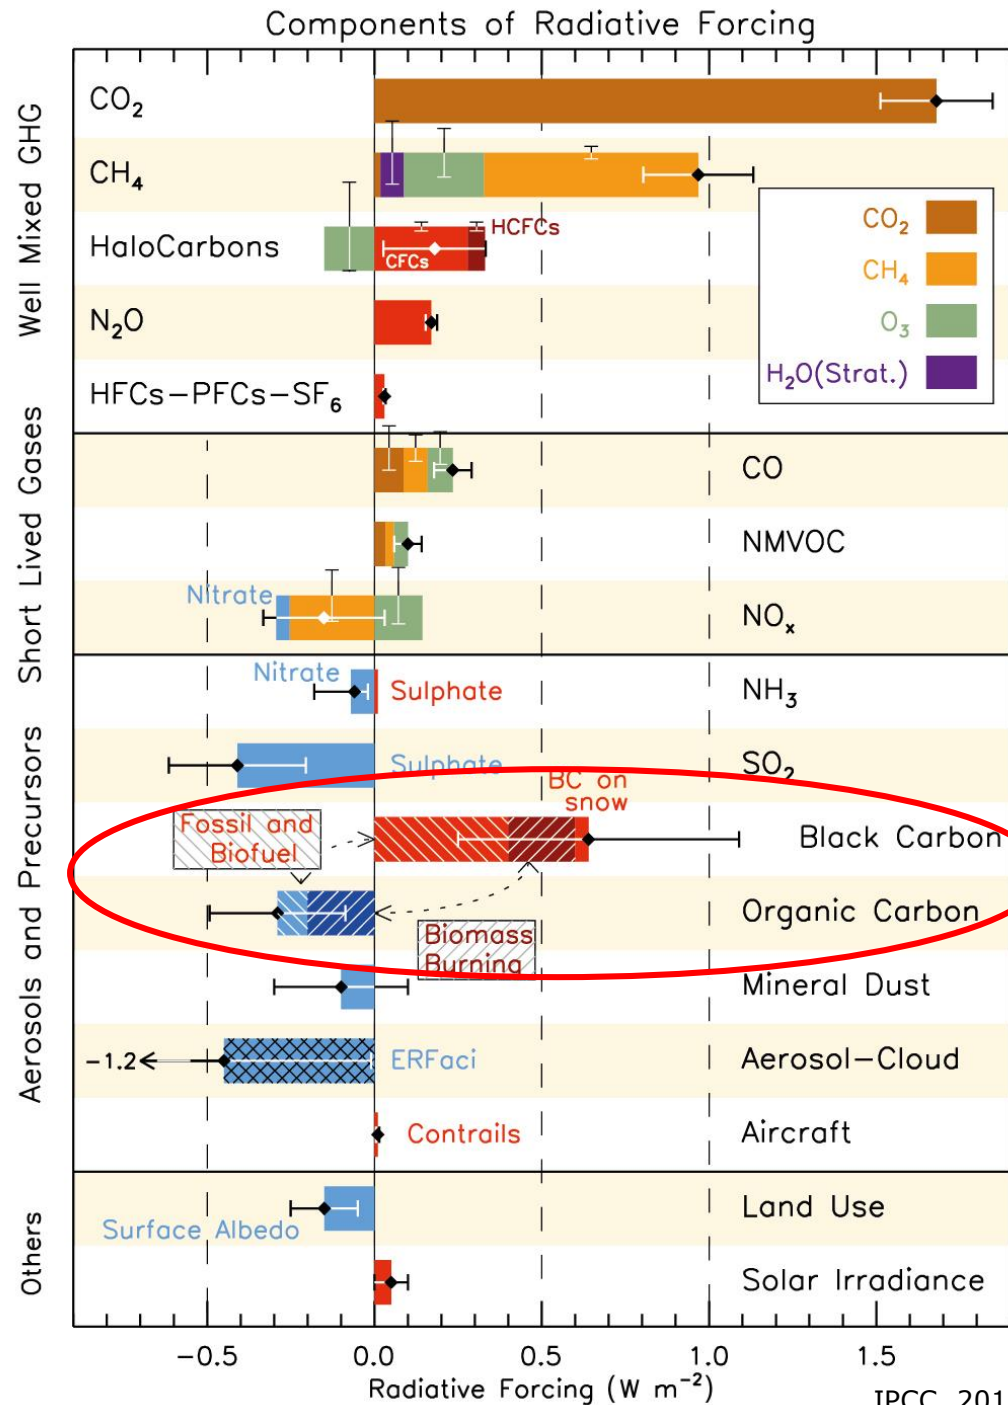 Components of Radiative Forcing
Well Mixed GHG
CO₂
CH₄
HaloCarbons
CFCs
HCFCs
N₂O
HFCs-PFCs-SF₆
CO₂
CH₄
O₃
H₂O(Strat.)
Short Lived Gases
CO
NMVOC
Nitrate
NOₓ
Aerosols and Precursors
Nitrate
Sulphate
NH₃
Sulphate
SO₂
BC on
snow
Fossil and
Biofuel
Black Carbon
Organic Carbon
Biomass
Burning
Mineral Dust
-1.2
ERFaci
Aerosol-Cloud
Contrails
Aircraft
Others
Land Use
Surface Albedo
Solar Irradiance
-0.5 0.0 0.5 1.0 1.5
Radiative Forcing (W m⁻²)
IPCC, 201